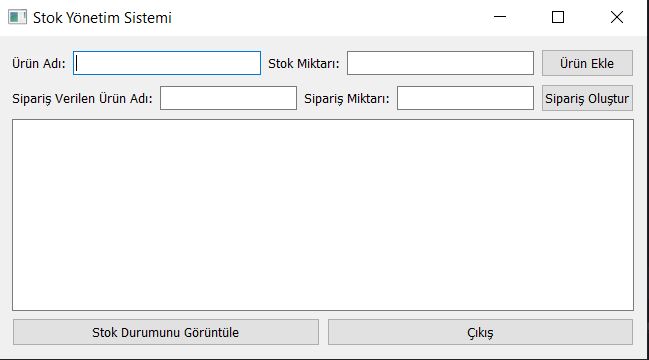 Stok Yönetim Sistemi
Ürün Adı: Stok Miktarı: Ürün Ekle
Sipariş Verilen Ürün Adı: Sipariş Miktarı: Sipariş Oluştur
Stok Durumunu Görüntüle Çıkış